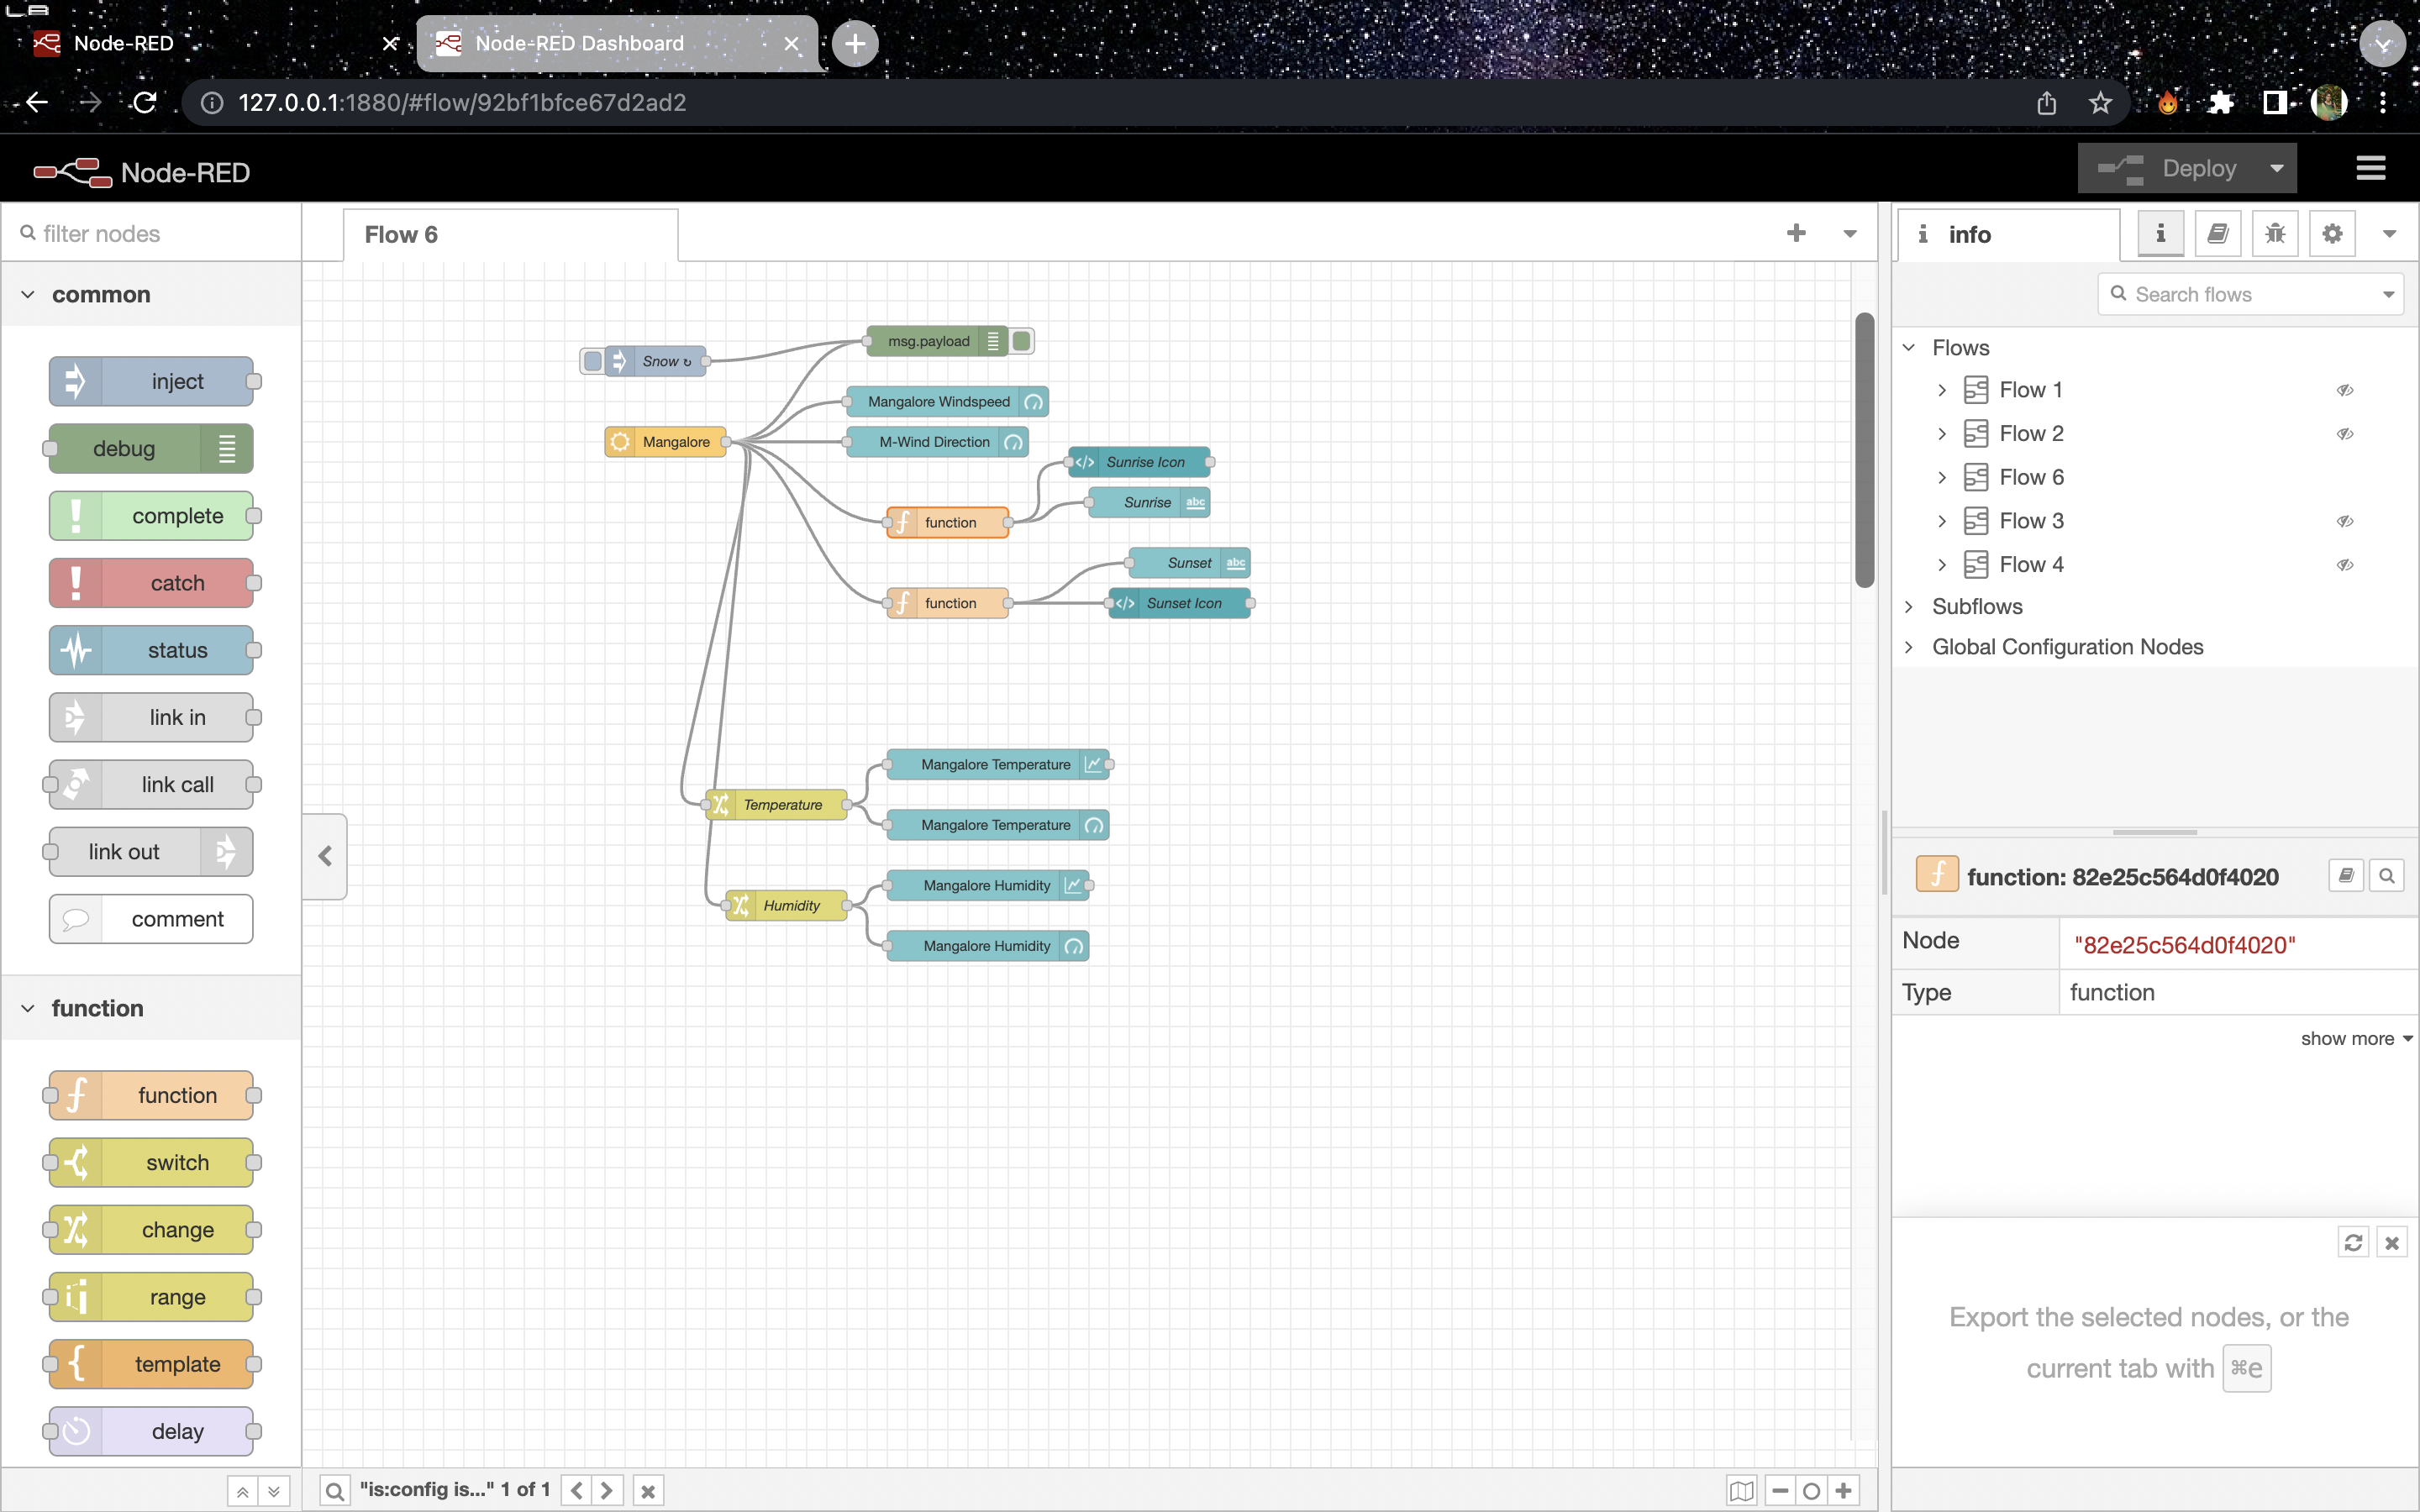 Node-RED
Node-RED Dashboard
127.0.0.1:1880/#flow/92bf1bfce67d2ad2
Node-RED
Deploy
filter nodes
Flow 6
info
Search flows
common
inject
debug
complete
catch
status
link in
link call
link out
comment
function
function
switch
change
range
template
delay
Snow ↻
msg.payload
Mangalore Windspeed
Mangalore
M-Wind Direction
Sunrise Icon
Sunrise
abc
function
Sunset
abc
function
Sunset Icon
Mangalore Temperature
Temperature
Mangalore Temperature
Mangalore Humidity
Humidity
Mangalore Humidity
Flows
Flow 1
Flow 2
Flow 6
Flow 3
Flow 4
Subflows
Global Configuration Nodes
function: 82e25c564d0f4020
Node "82e25c564d0f4020"
Type function
show more
Export the selected nodes, or the
current tab with ⌘e
"is:config is..." 1 of 1